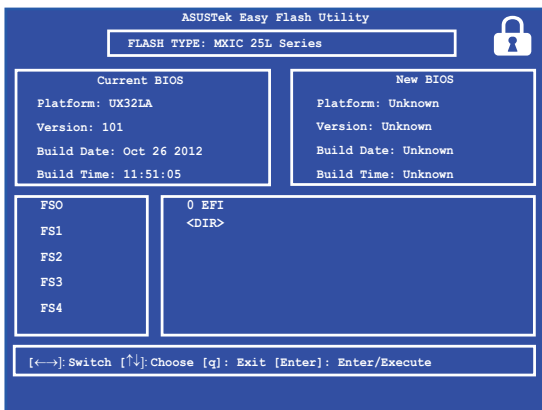 ASUSTek Easy Flash Utility
FLASH TYPE: MXIC 25L Series
Current BIOS
Platform: UX32LA
Version: 101
Build Date: Oct 26 2012
Build Time: 11:51:05
New BIOS
Platform: Unknown
Version: Unknown
Build Date: Unknown
Build Time: Unknown
FSO
FS1
FS2
FS3
FS4
0 EFI
<DIR>
[←→]: Switch [↑↓]: Choose [q]: Exit [Enter]: Enter/Execute